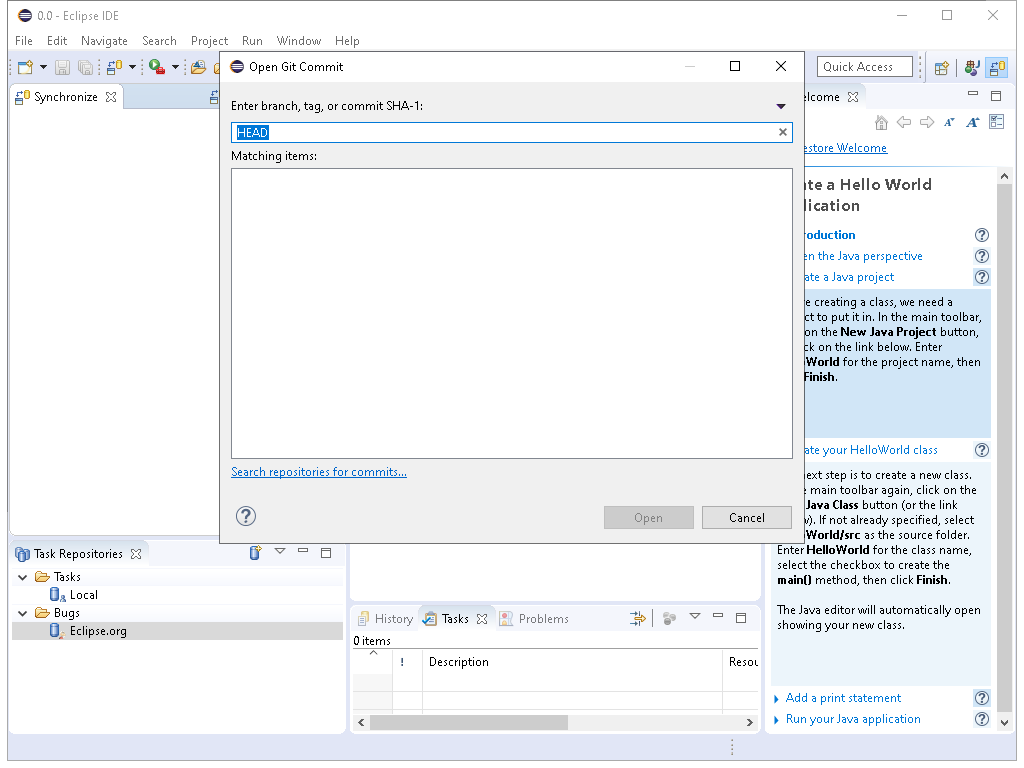 0.0 - Eclipse IDE
File Edit Navigate Search Project Run Window Help
Quick Access
Synchronize
Open Git Commit
Enter branch, tag, or commit SHA-1:
HEAD
Matching items:
Search repositories for commits...
Open Cancel
elcome
estore Welcome
te a Hello World
lication
roduction
en the Java perspective
ate a Java project
e creating a class, we need a
ct to put it in. In the main toolbar,
on the New Java Project button,
ck on the link below. Enter
World for the project name, then
Finish.
ate your HelloWorld class
ext step is to create a new class.
e main toolbar again, click on the
Java Class button (or the link
w). If not already specified, select
World/src as the source folder.
Enter HelloWorld for the class name,
select the checkbox to create the
main() method, then click Finish.
The Java editor will automatically open
showing your new class.
Add a print statement
Run your Java application
Task Repositories
Tasks
Local
Bugs
Eclipse.org
History Tasks Problems
0 items
! Description Resou